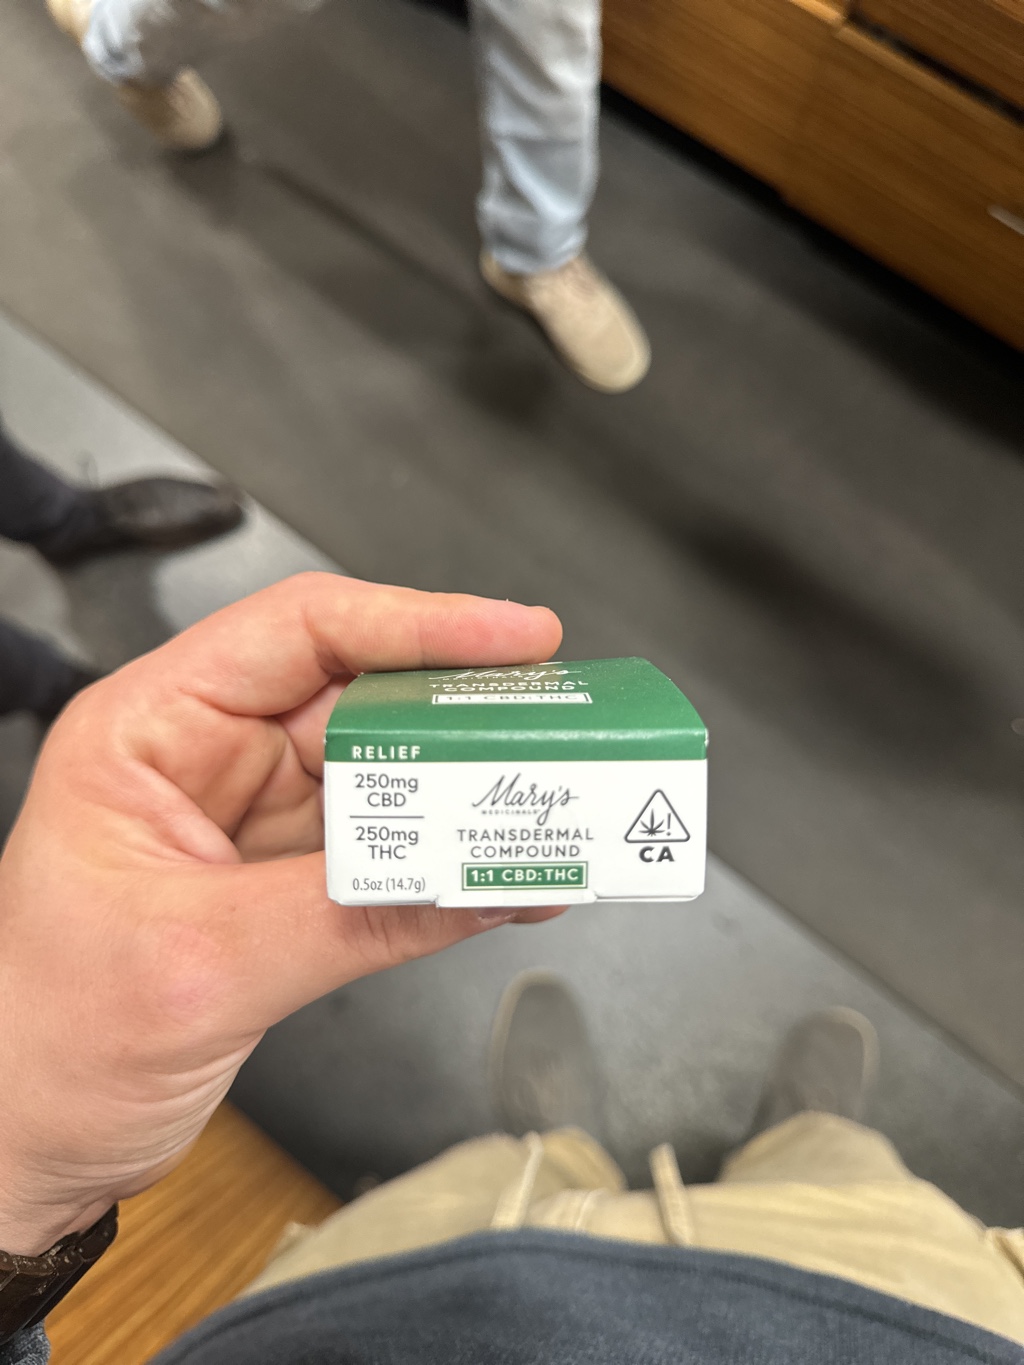 Mary's
TRANSDERMAL
COMPOUND
1:1 CBD:THC
RELIEF
250mg
CBD
250mg
THC
0.5oz (14.7g)
Mary's
MEDICINALS
TRANSDERMAL
COMPOUND
1:1 CBD:THC
!
CA